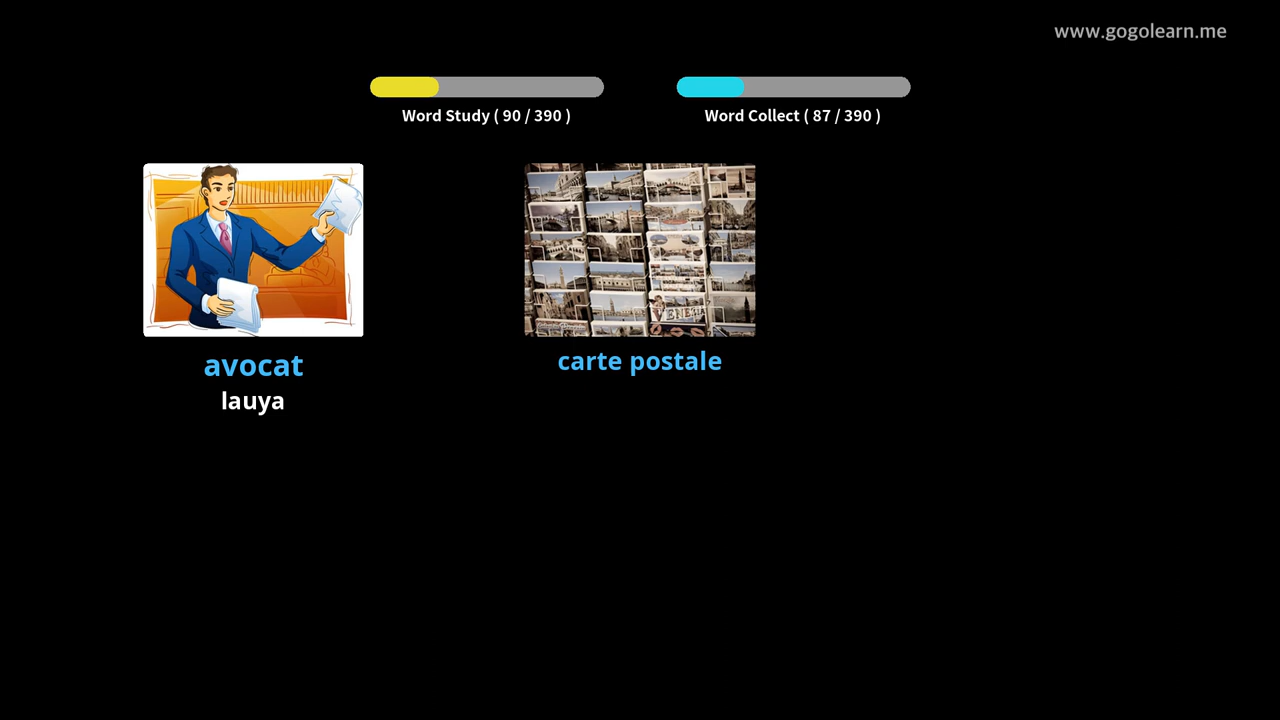 www.gogolearn.me
Word Study ( 90 / 390 )
Word Collect ( 87 / 390 )
avocat
lauya
carte postale